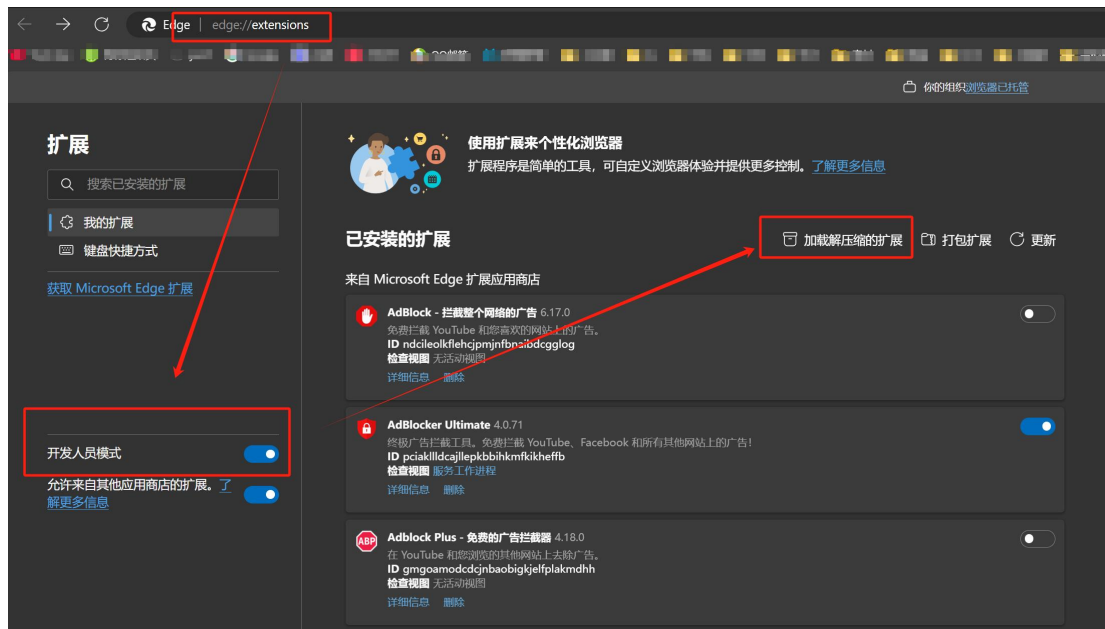 Edge | edge://extensions
QQ邮箱
你的组织浏览器已托管
扩展
搜索已安装的扩展
我的扩展
键盘快捷方式
获取 Microsoft Edge 扩展
开发人员模式
允许来自其他应用商店的扩展。了
解更多信息
使用扩展来个性化浏览器
扩展程序是简单的工具，可自定义浏览器体验并提供更多控制。了解更多信息
已安装的扩展
加载解压缩的扩展
打包扩展
更新
来自 Microsoft Edge 扩展应用商店
AdBlock - 拦截整个网络的广告 6.17.0
免费拦截 YouTube 和您喜欢的网站上的广告。
ID ndcileolkflehcjpmjnfbnaibdcgglog
检查视图 无活动视图
详细信息 删除
AdBlocker Ultimate 4.0.71
终极广告拦截工具。免费拦截 YouTube、Facebook 和所有其他网站上的广告！
ID pciakllldcajllepkbbihkmfkikheffb
检查视图 服务工作进程
详细信息 删除
ABP
Adblock Plus - 免费的广告拦截器 4.18.0
在 YouTube 和您浏览的其他网站上去除广告。
ID gmgoamodcdcjnbaobigkjelfplakmdhh
检查视图 无活动视图
详细信息 删除